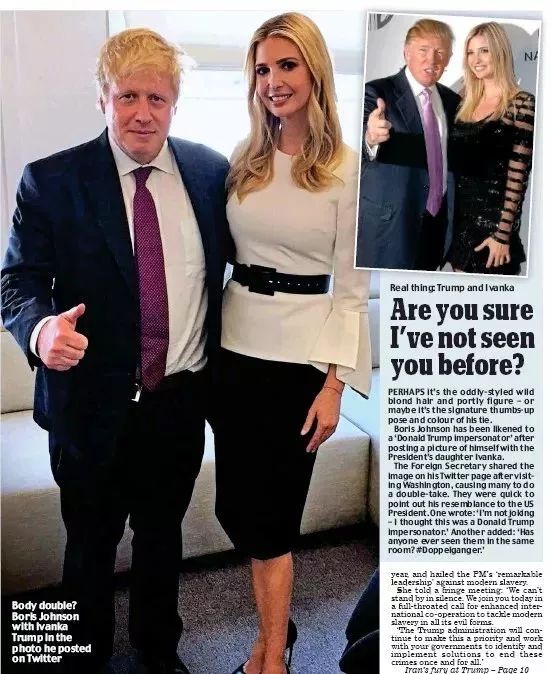 NA
Real thing: Trump and Ivanka
Are you sure
I've not seen
you before?
PERHAPS it's the oddly-styled wild
blond hair and portly figure – or
maybe it's the signature thumbs-up
pose and colour of his tie.
Boris Johnson has been likened to
a 'Donald Trump impersonator' after
posting a picture of himself with the
President's daughter Ivanka.
The Foreign Secretary shared the
image on his Twitter page after visit-
ing Washington, causing many to do
a double-take. They were quick to
point out his resemblance to the US
President. One wrote: 'I'm not joking
– I thought this was a Donald Trump
impersonator.' Another added: 'Has
anyone ever seen them in the same
room? #Doppelganger.'
year, and hailed the PM's 'remarkable
leadership' against modern slavery.
She told a fringe meeting: 'We can't
stand by in silence. We join you today in
a full-throated call for enhanced inter-
national co-operation to tackle modern
slavery in all its evil forms.
'The Trump administration will con-
tinue to make this a priority and work
with your governments to identify and
implement solutions to end these
crimes once and for all.'
Iran's fury at Trump – Page 10
Body double?
Boris Johnson
with Ivanka
Trump in the
photo he posted
on Twitter